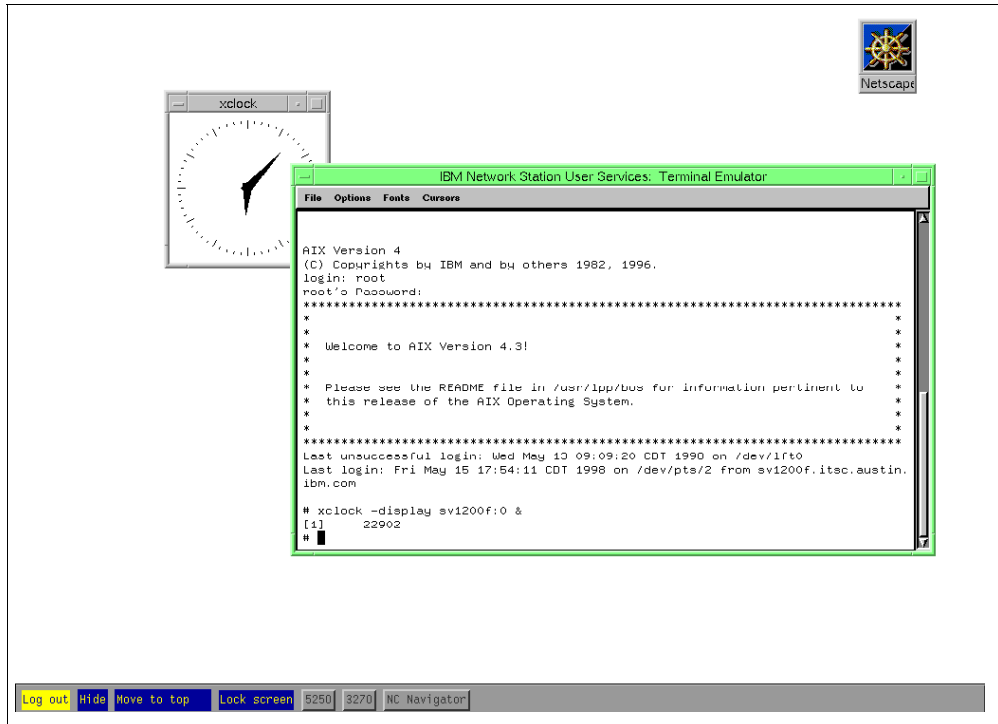 Netscape
xclock
IBM Network Station User Services: Terminal Emulator
File Options Fonts Cursors
AIX Version 4
(C) Copyrights by IBM and by others 1982, 1996.
login: root
root's Password:
********************************************************************************
*                                                                              *
*                                                                              *
*  Welcome to AIX Version 4.3!                                                 *
*                                                                              *
*                                                                              *
*  Please see the README file in /usr/lpp/bos for information pertinent to     *
*  this release of the AIX Operating System.                                   *
*                                                                              *
*                                                                              *
********************************************************************************
Last unsuccessful login: Wed May 13 09:09:20 CDT 1998 on /dev/lft0
Last login: Fri May 15 17:54:11 CDT 1998 on /dev/pts/2 from sv1200f.itsc.austin.
ibm.com
# xclock -display sv1200f:0 &
[1]     22902
#
Log out Hide Move to top Lock screen 5250 3270 NC Navigator